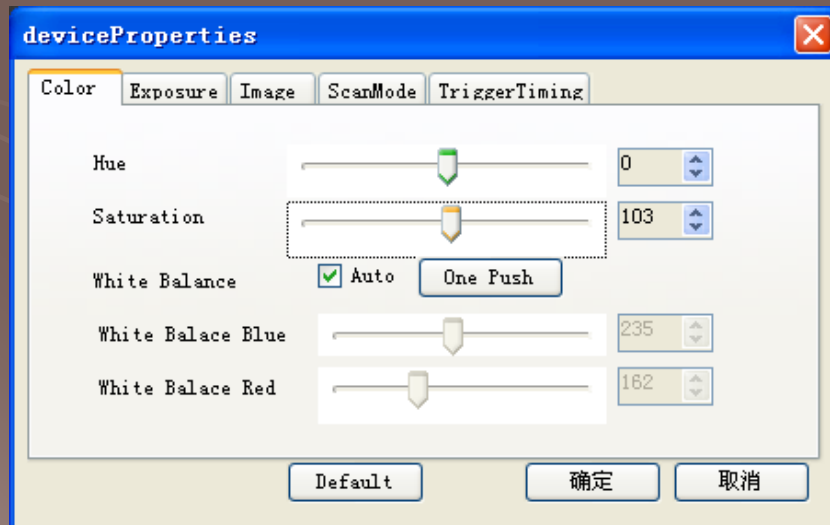 deviceProperties
Color Exposure Image ScanMode TriggerTiming
Hue 0
Saturation 103
White Balance Auto One Push
White Balace Blue 235
White Balace Red 162
Default 确定 取消